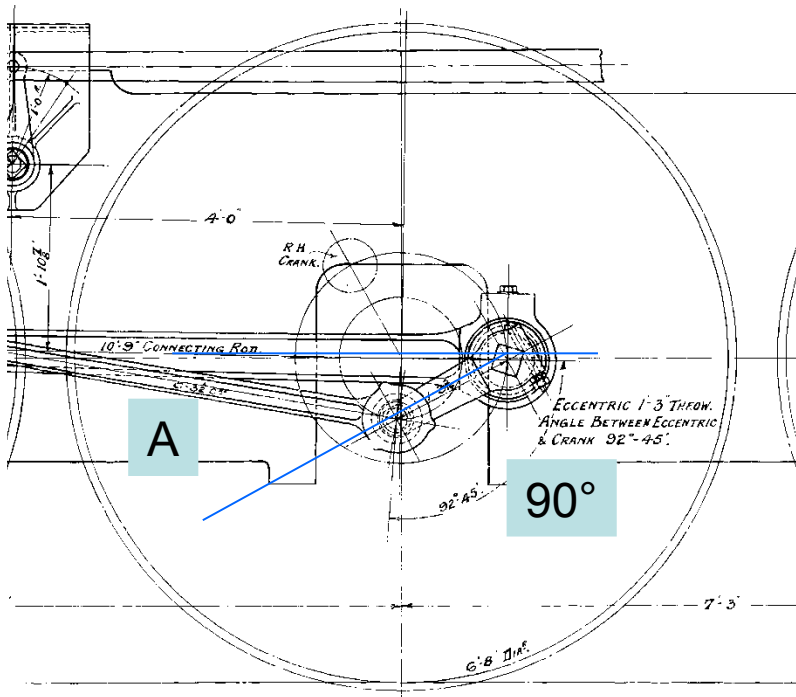 1'-0"R
4'-0"
1'-10⅞"
R H
CRANK.
10'-9" CONNECTING ROD.
ECCENTRIC 1'-3" THROW.
ANGLE BETWEEN ECCENTRIC
& CRANK 92°-45'.
A
92°45'
90°
7'-3"
6'-8" DIAR.